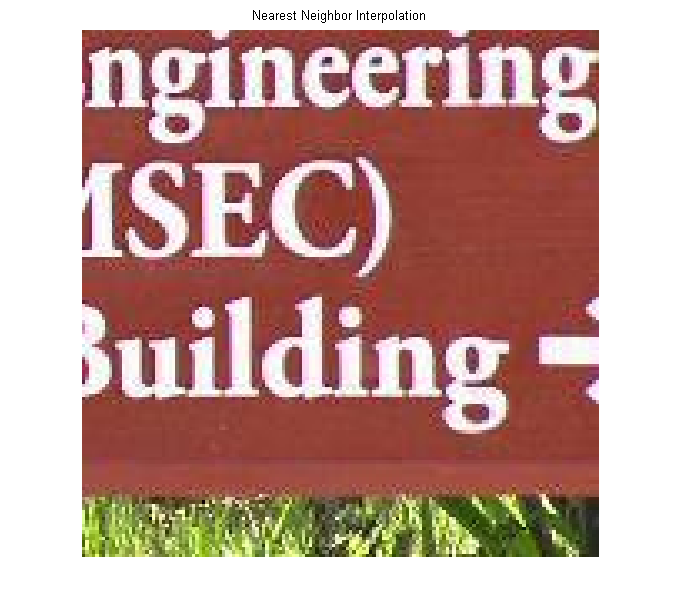 Nearest Neighbor Interpolation
ngineering
MSEC)
Building →